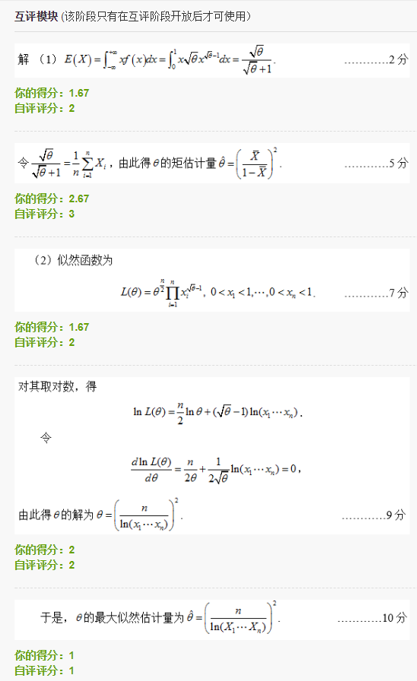 互评模块 (该阶段只有在互评阶段开放后才可使用)
解 (1) E(X)=∫_{-∞}^{+∞} xf(x)dx=∫_0^1 x√θ x^{√θ-1}dx=√θ/(√θ+1). …………2分
你的得分：1.67
自评评分：2
令 √θ/(√θ+1)=1/n ∑_{i=1}^{n} X_i，由此得θ的矩估计量 θ̂=(X̄/(1-X̄))^2. …………5分
你的得分：2.67
自评评分：3
(2) 似然函数为
L(θ)=θ^{n/2}∏_{i=1}^{n} x_i^{√θ-1}, 0<x_1<1,⋯,0<x_n<1. …………7分
你的得分：1.67
自评评分：2
对其取对数，得
ln L(θ)=n/2 ln θ+(√θ-1)ln(x_1⋯x_n).
令
d ln L(θ)/dθ=n/(2θ)+1/(2√θ) ln(x_1⋯x_n)=0，
由此得θ的解为 θ=(n/ln(x_1⋯x_n))^2. …………9分
你的得分：2
自评评分：2
于是，θ的最大似然估计量为 θ̂=(n/ln(X_1⋯X_n))^2. …………10分
你的得分：1
自评评分：1